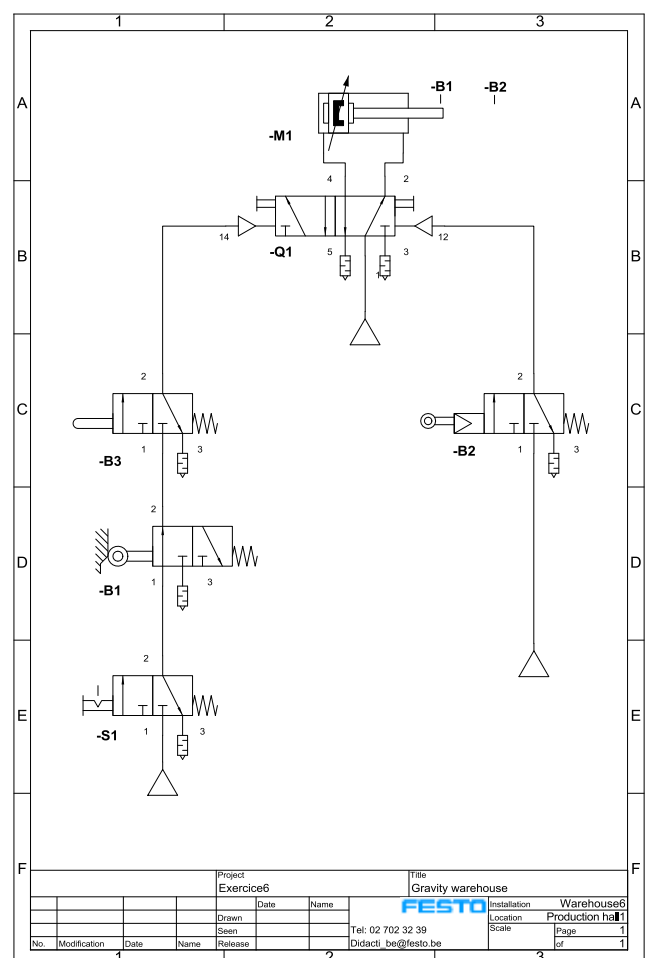 1 2 3
A A
-B1 -B2
-M1
4 2
B B
14 12
-Q1 5 3
1
2 2
C C
1 3 1 3
-B3 -B2
2
D D
1 3
-B1
2
E E
1 3
-S1
F F
Project Title
Exercice6 Gravity warehouse
Date Name FESTO Installation Warehouse6
Drawn Location Production hall1
Seen Tel: 02 702 32 39 Scale Page 1
No. Modification Date Name Release Didacti_be@festo.be of 1
1 2 3